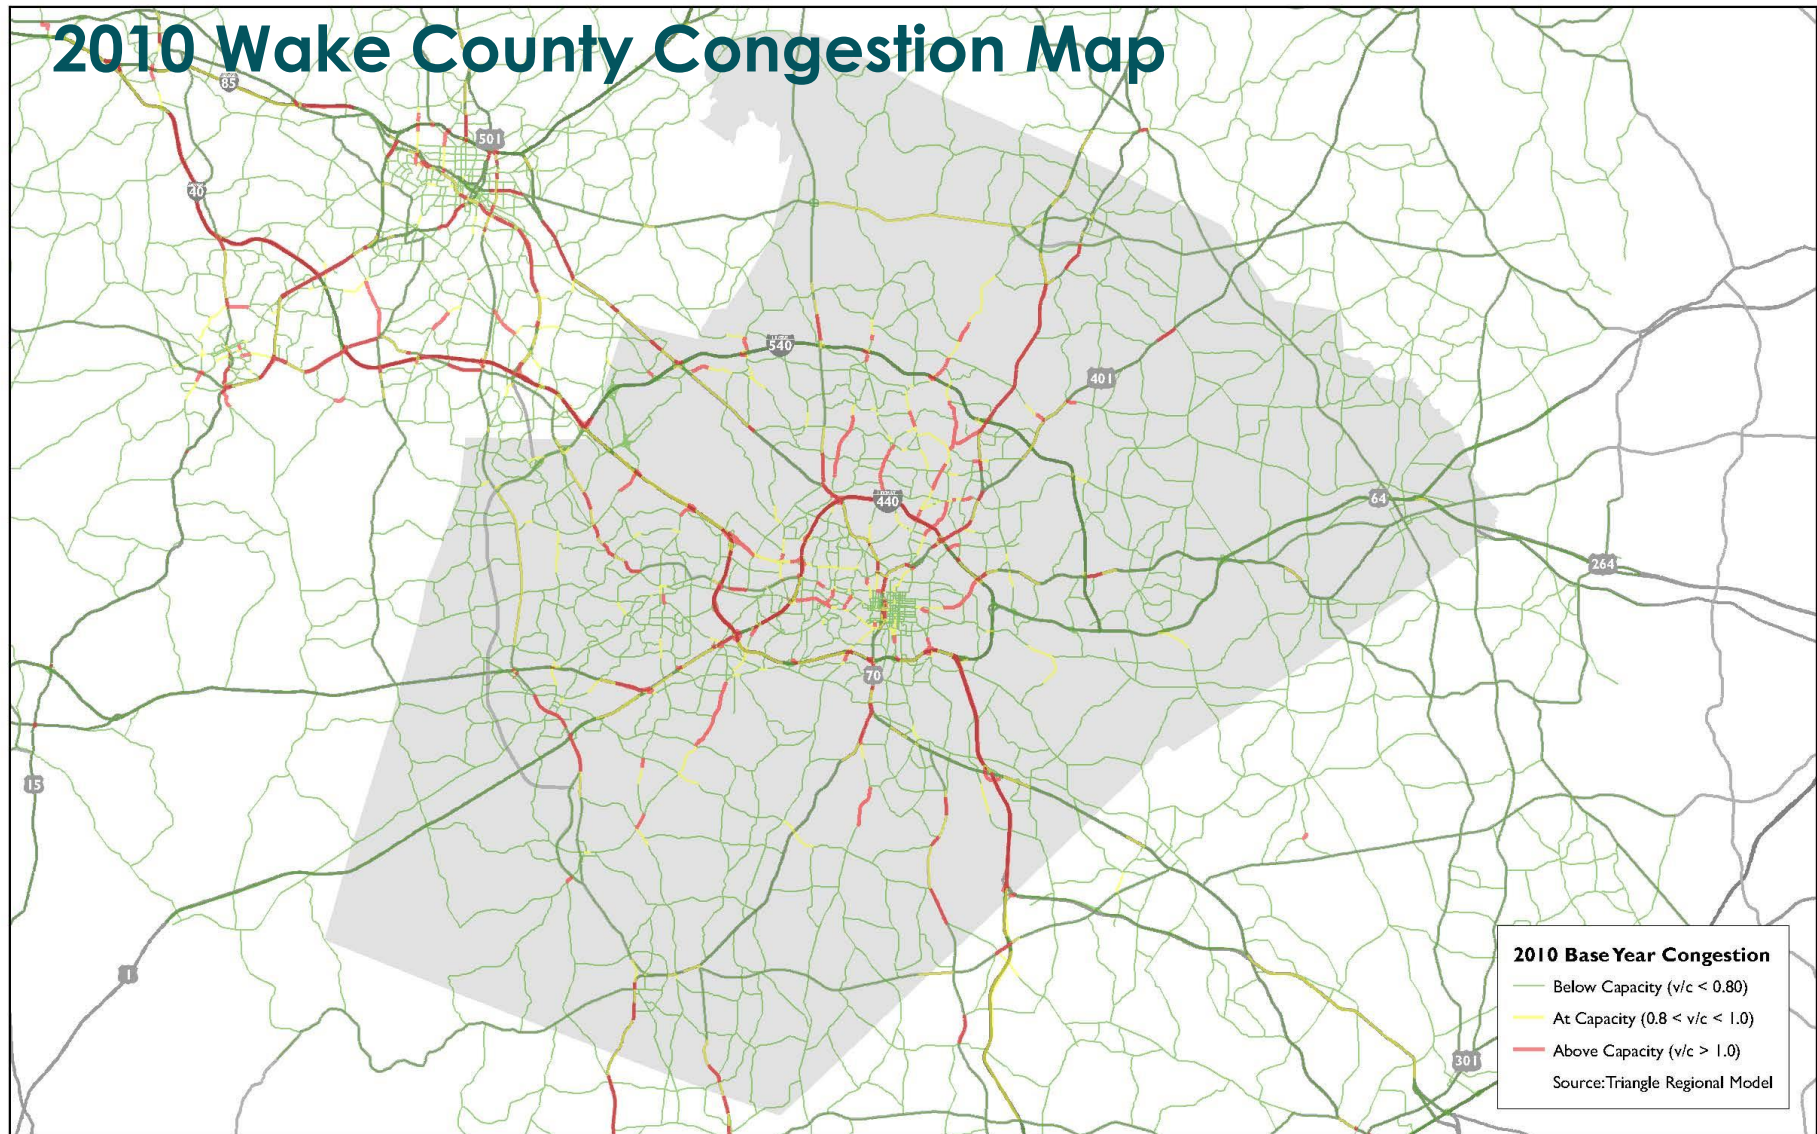 2010 Wake County Congestion Map
85
501
40
540
401
440
64
264
70
15
1
301
2010 Base Year Congestion
Below Capacity (v/c < 0.80)
At Capacity (0.8 < v/c < 1.0)
Above Capacity (v/c > 1.0)
Source:Triangle Regional Model